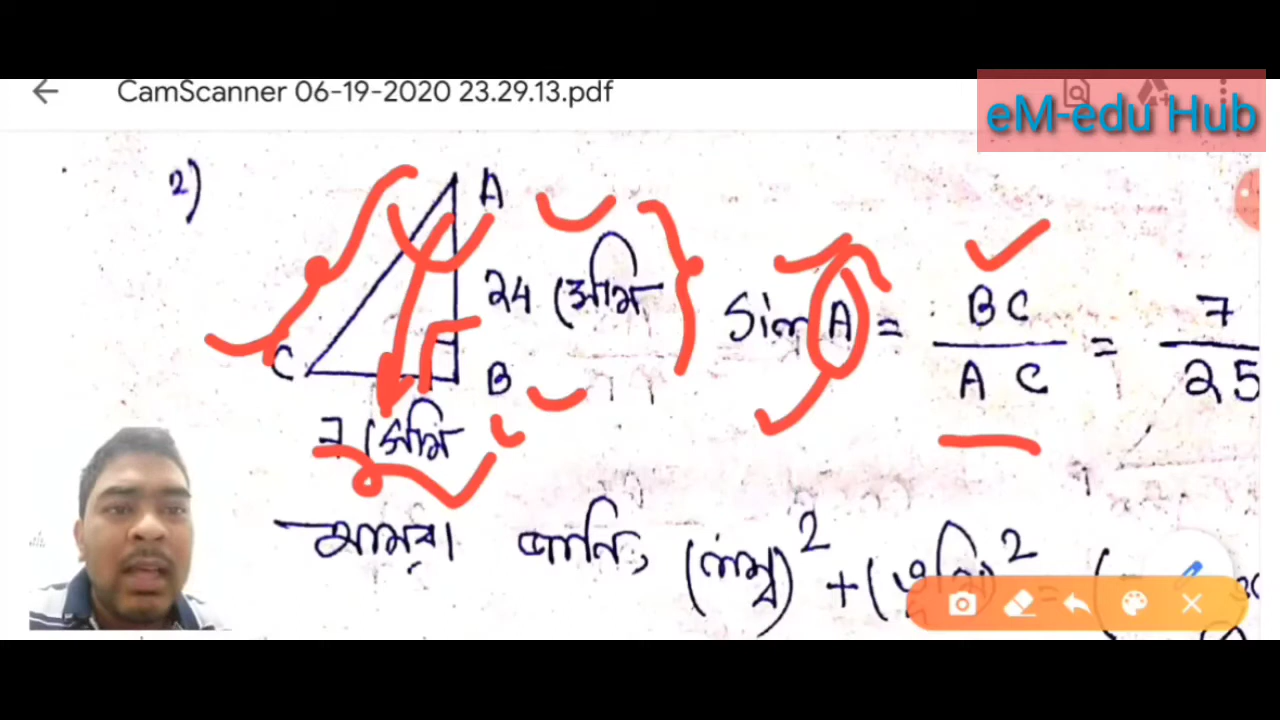 CamScanner 06-19-2020 23.29.13.pdf
eM-edu Hub
2)
A
24 সেমি
Sin A = BC / AC = 7 / 25
C
B
7 সেমি
আমরা জানি, (লম্ব)2 + (ভূমি)2 = (